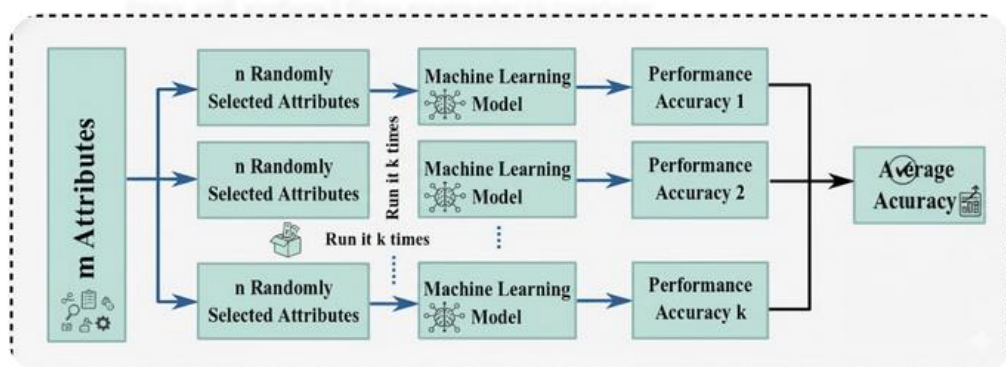 m Attributes
n Randomly
Selected Attributes
Machine Learning
Model
Performance
Accuracy 1
Run it k times
n Randomly
Selected Attributes
Machine Learning
Model
Performance
Accuracy 2
Average
Acturacy
Run it k times
n Randomly
Selected Attributes
Machine Learning
Model
Performance
Accuracy k